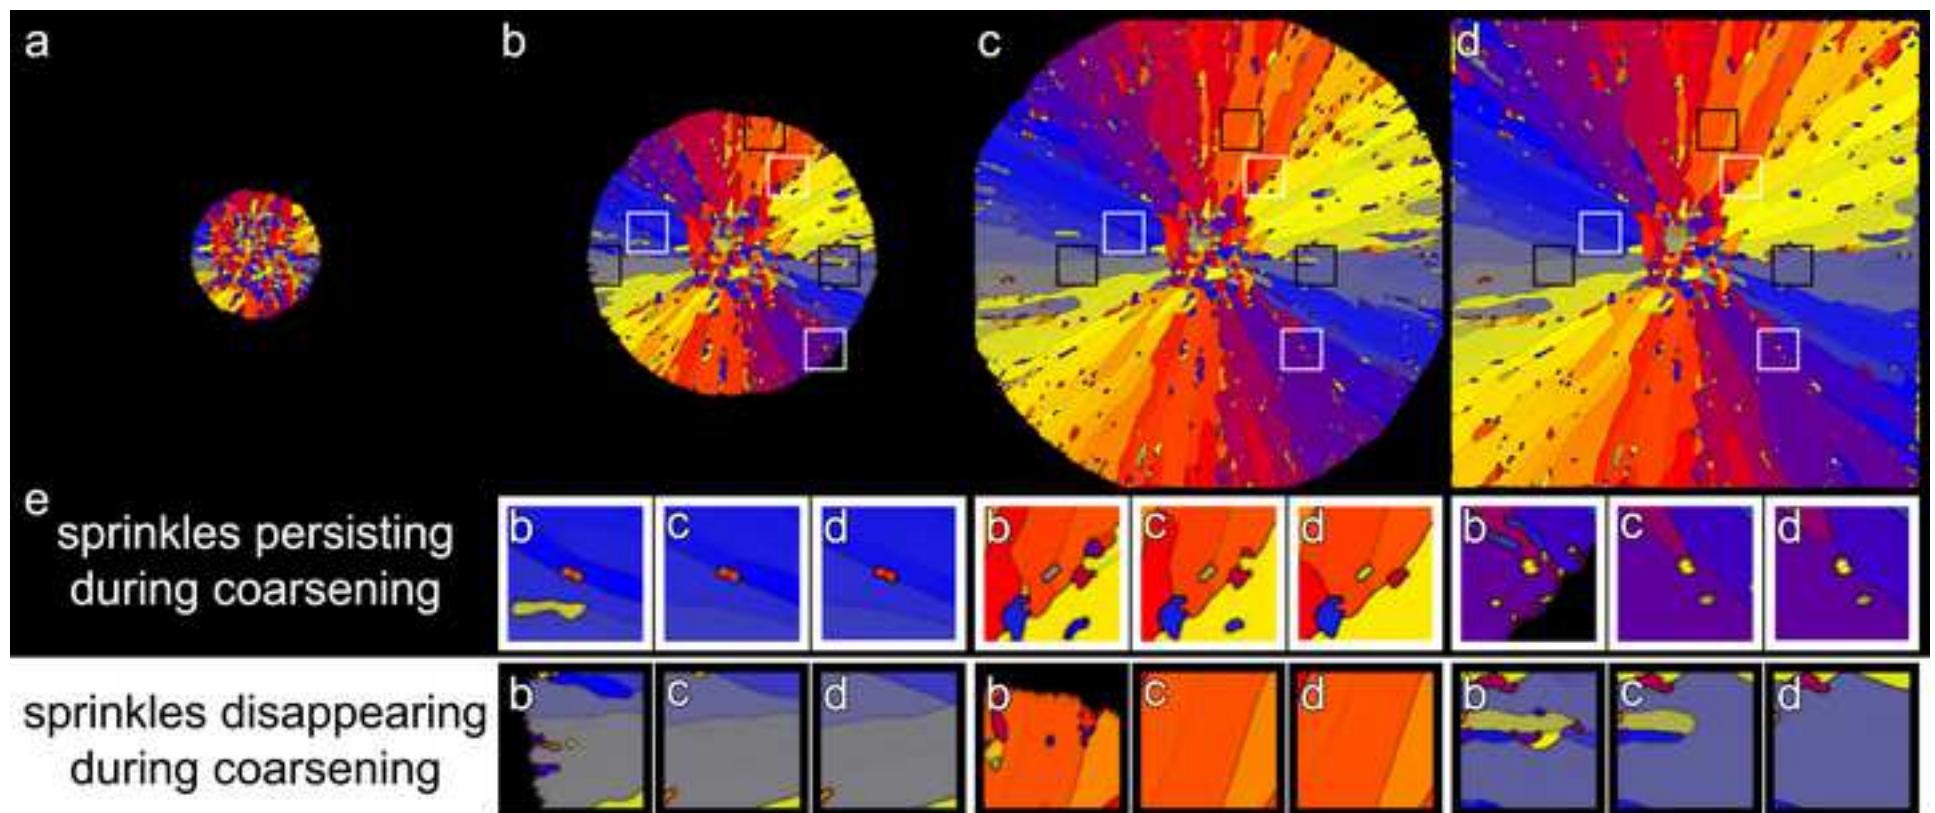 a
b
c
d
e
sprinkles persisting
during coarsening
b c d b c d b c d
sprinkles disappearing
during coarsening
b c d b c d b c d